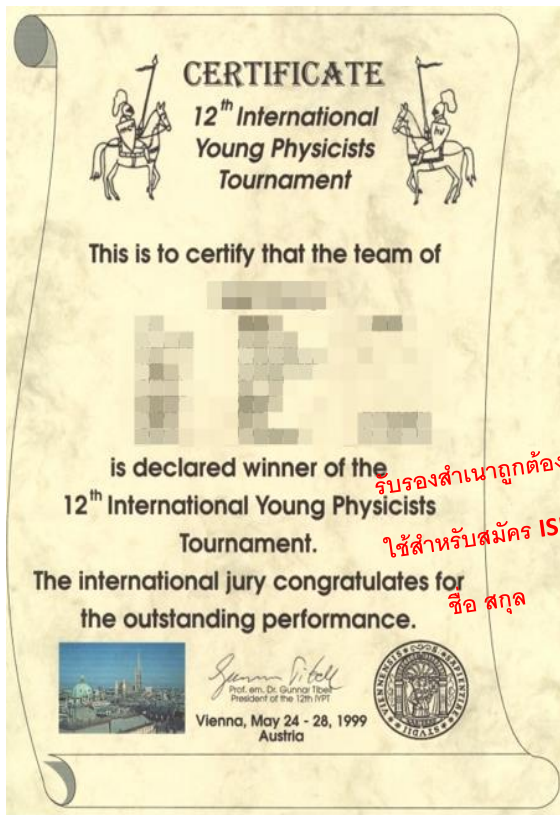 CERTIFICATE
12th International
Young Physicists
Tournament
This is to certify that the team of
is declared winner of the
12th International Young Physicists
Tournament.
The international jury congratulates for
the outstanding performance.
รับรองสำเนาถูกต้อง
ใช้สำหรับสมัคร
ชื่อ สกุล
Prof. em. Dr. Gunnar Tibell
President of the 12th IYPT
Vienna, May 24 - 28, 1999
Austria